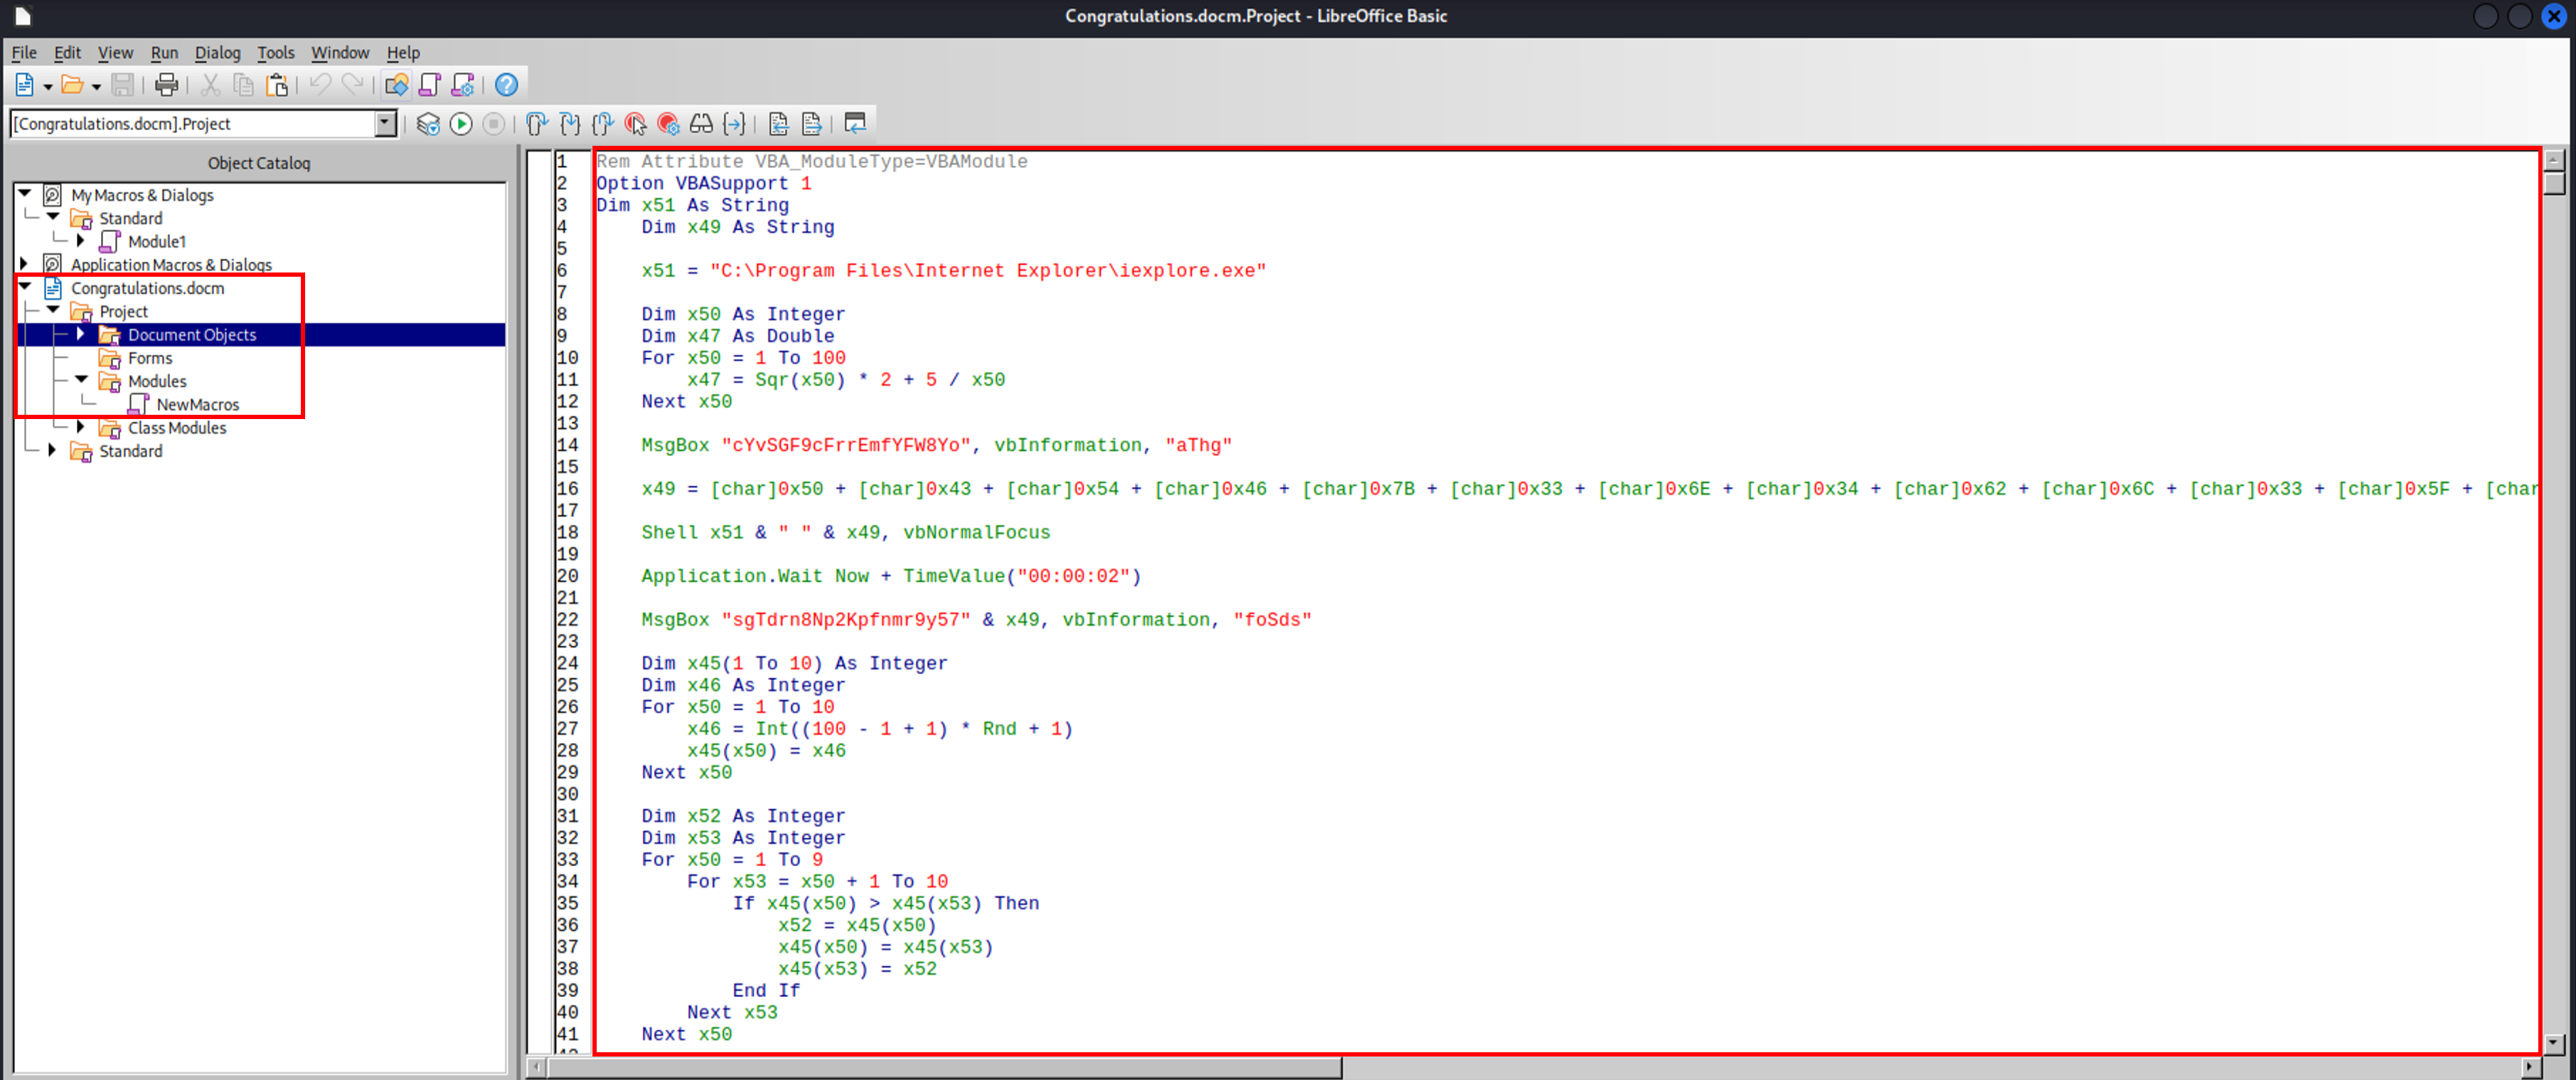 Congratulations.docm.Project - LibreOffice Basic
File Edit View Run Dialog Tools Window Help
[Congratulations.docm].Project
Object Catalog
My Macros & Dialogs
Standard
Module1
Application Macros & Dialogs
Congratulations.docm
Project
Document Objects
Forms
Modules
NewMacros
Class Modules
Standard
1 Rem Attribute VBA_ModuleType=VBAModule
2 Option VBASupport 1
3 Dim x51 As String
4 Dim x49 As String
5
6 x51 = "C:\Program Files\Internet Explorer\iexplore.exe"
7
8 Dim x50 As Integer
9 Dim x47 As Double
10 For x50 = 1 To 100
11 x47 = Sqr(x50) * 2 + 5 / x50
12 Next x50
13
14 MsgBox "cYvSGF9cFrrEmfYFW8Yo", vbInformation, "aThg"
15
16 x49 = [char]0x50 + [char]0x43 + [char]0x54 + [char]0x46 + [char]0x7B + [char]0x33 + [char]0x6E + [char]0x34 + [char]0x62 + [char]0x6C + [char]0x33 + [char]0x5F + [char
17
18 Shell x51 & " " & x49, vbNormalFocus
19
20 Application.Wait Now + TimeValue("00:00:02")
21
22 MsgBox "sgTdrn8Np2Kpfnmr9y57" & x49, vbInformation, "foSds"
23
24 Dim x45(1 To 10) As Integer
25 Dim x46 As Integer
26 For x50 = 1 To 10
27 x46 = Int((100 - 1 + 1) * Rnd + 1)
28 x45(x50) = x46
29 Next x50
30
31 Dim x52 As Integer
32 Dim x53 As Integer
33 For x50 = 1 To 9
34 For x53 = x50 + 1 To 10
35 If x45(x50) > x45(x53) Then
36 x52 = x45(x50)
37 x45(x50) = x45(x53)
38 x45(x53) = x52
39 End If
40 Next x53
41 Next x50